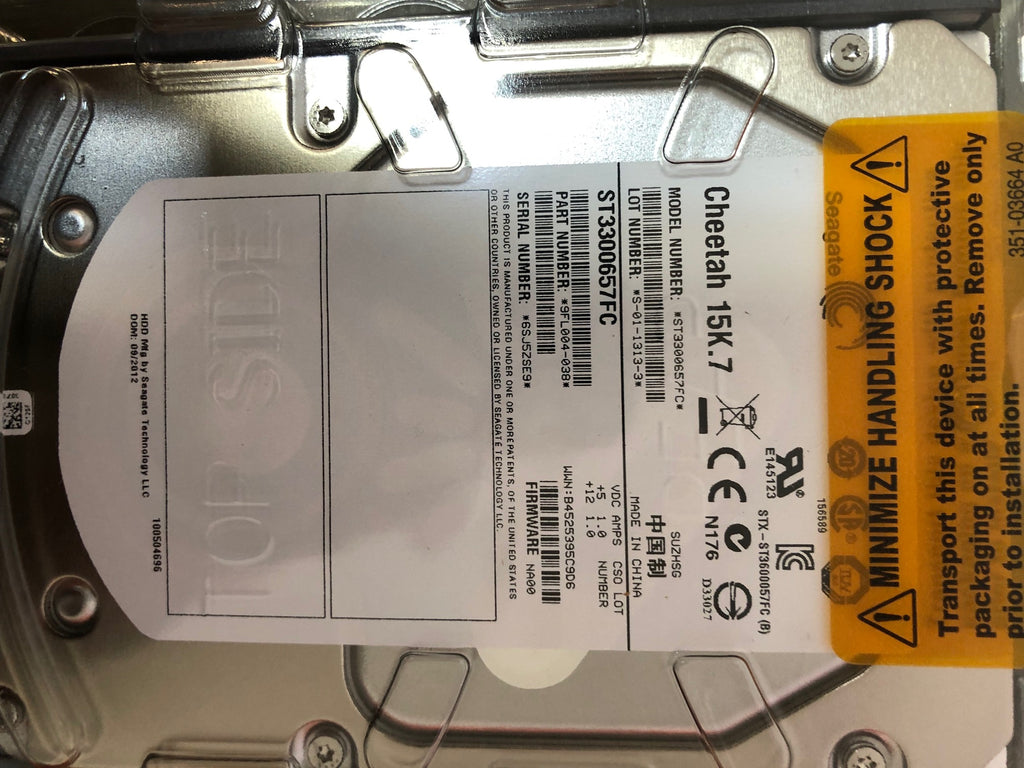 Cheetah 15K.7
MODEL NUMBER: *ST3300657FC*
LOT NUMBER: *S-01-1313-3*
ST3300657FC
PART NUMBER: *9FL004-038*
SERIAL NUMBER: *6SJ5ZSE9*
THIS PRODUCT IS MANUFACTURED UNDER ONE OR MORE PATENTS, OF THE UNITED STATES
OR OTHER COUNTRIES, OWNED OR LICENSED BY SEAGATE TECHNOLOGY LLC.
156589
STX-ST3600057FC (B)
E145123
N176
D33027
SUZHSG
中国制
MADE IN CHINA
VDC AMPS CSO LOT
+5 1.0 NUMBER
+12 1.0
WWN:B4525395C9D6
FIRMWARE NA00
TOP SIDE
HDD Mfg by Seagate Technology LLC
DOM: 09/2012
100504696
Seagate
MINIMIZE HANDLING SHOCK
Transport this device with protective
packaging on at all times. Remove only
prior to installation.
351-03664 A0